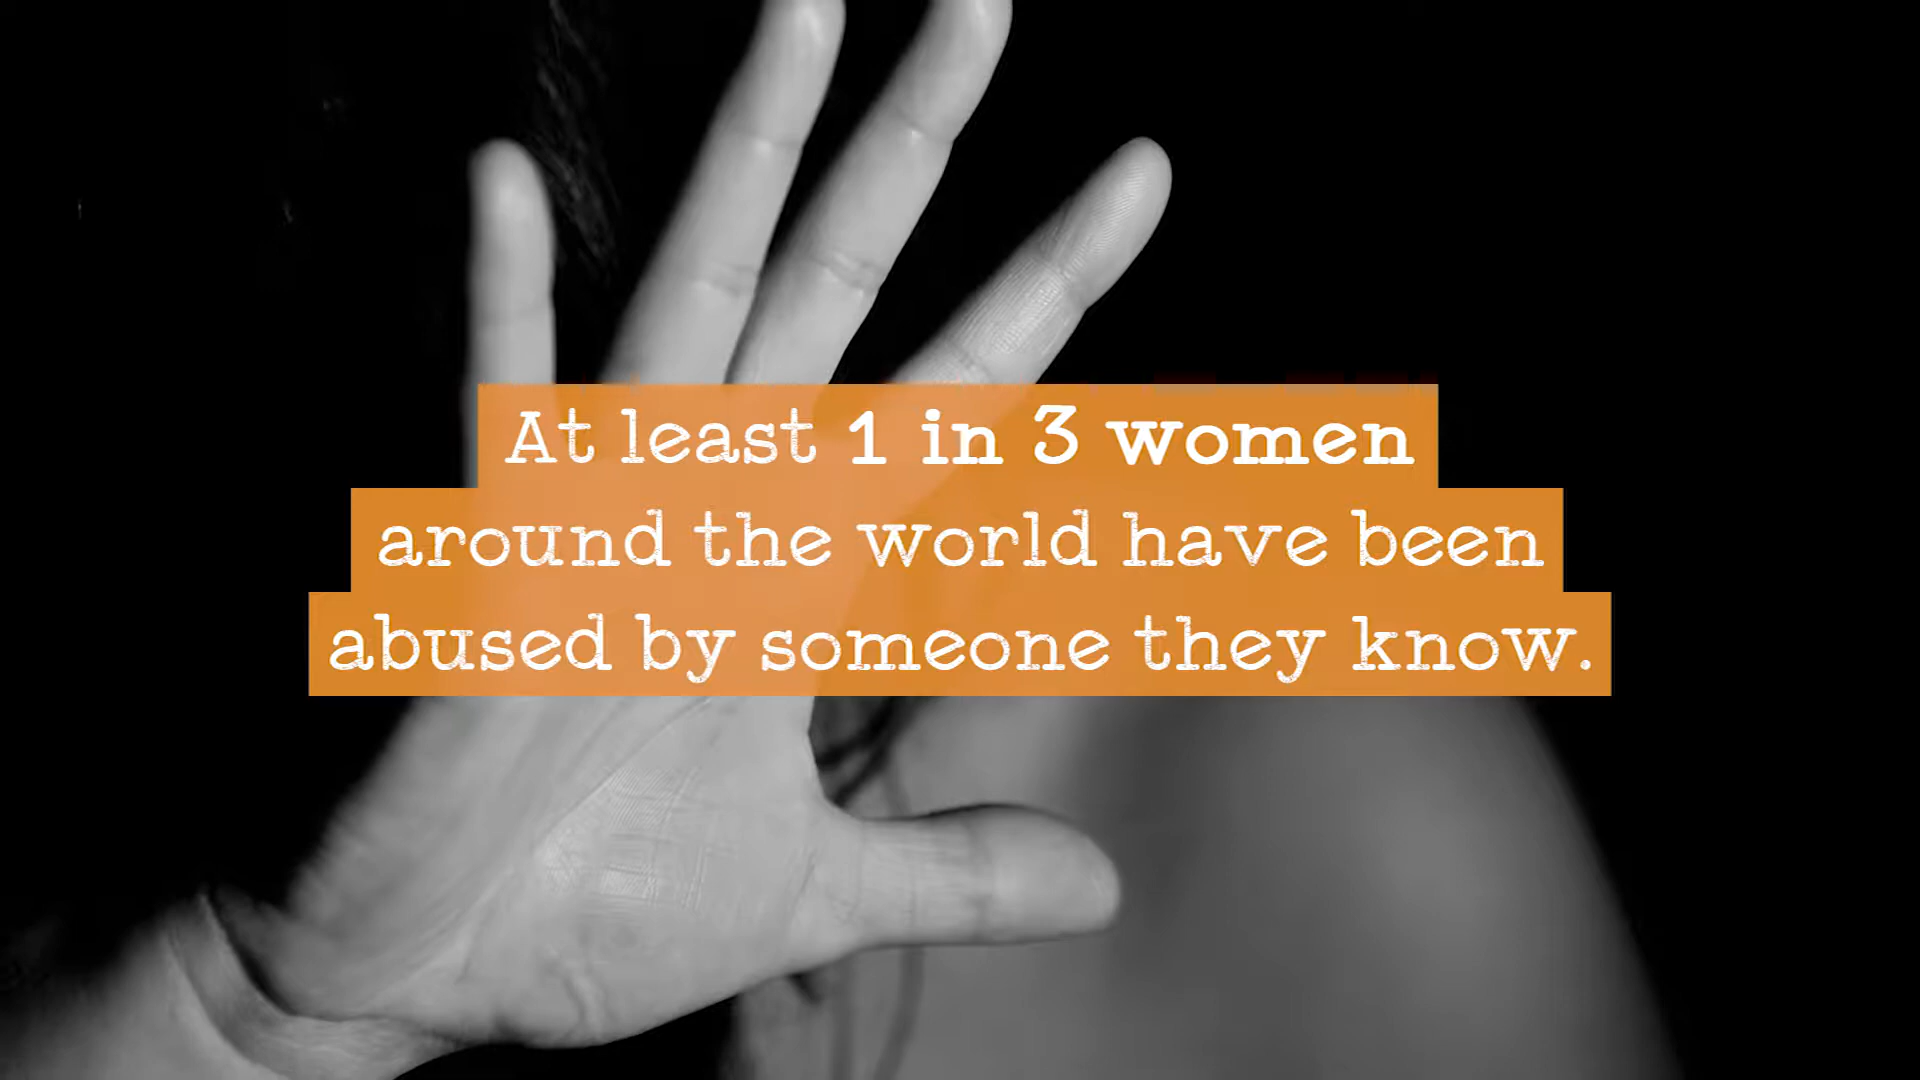 At least 1 in 3 women
around the world have been
abused by someone they know.